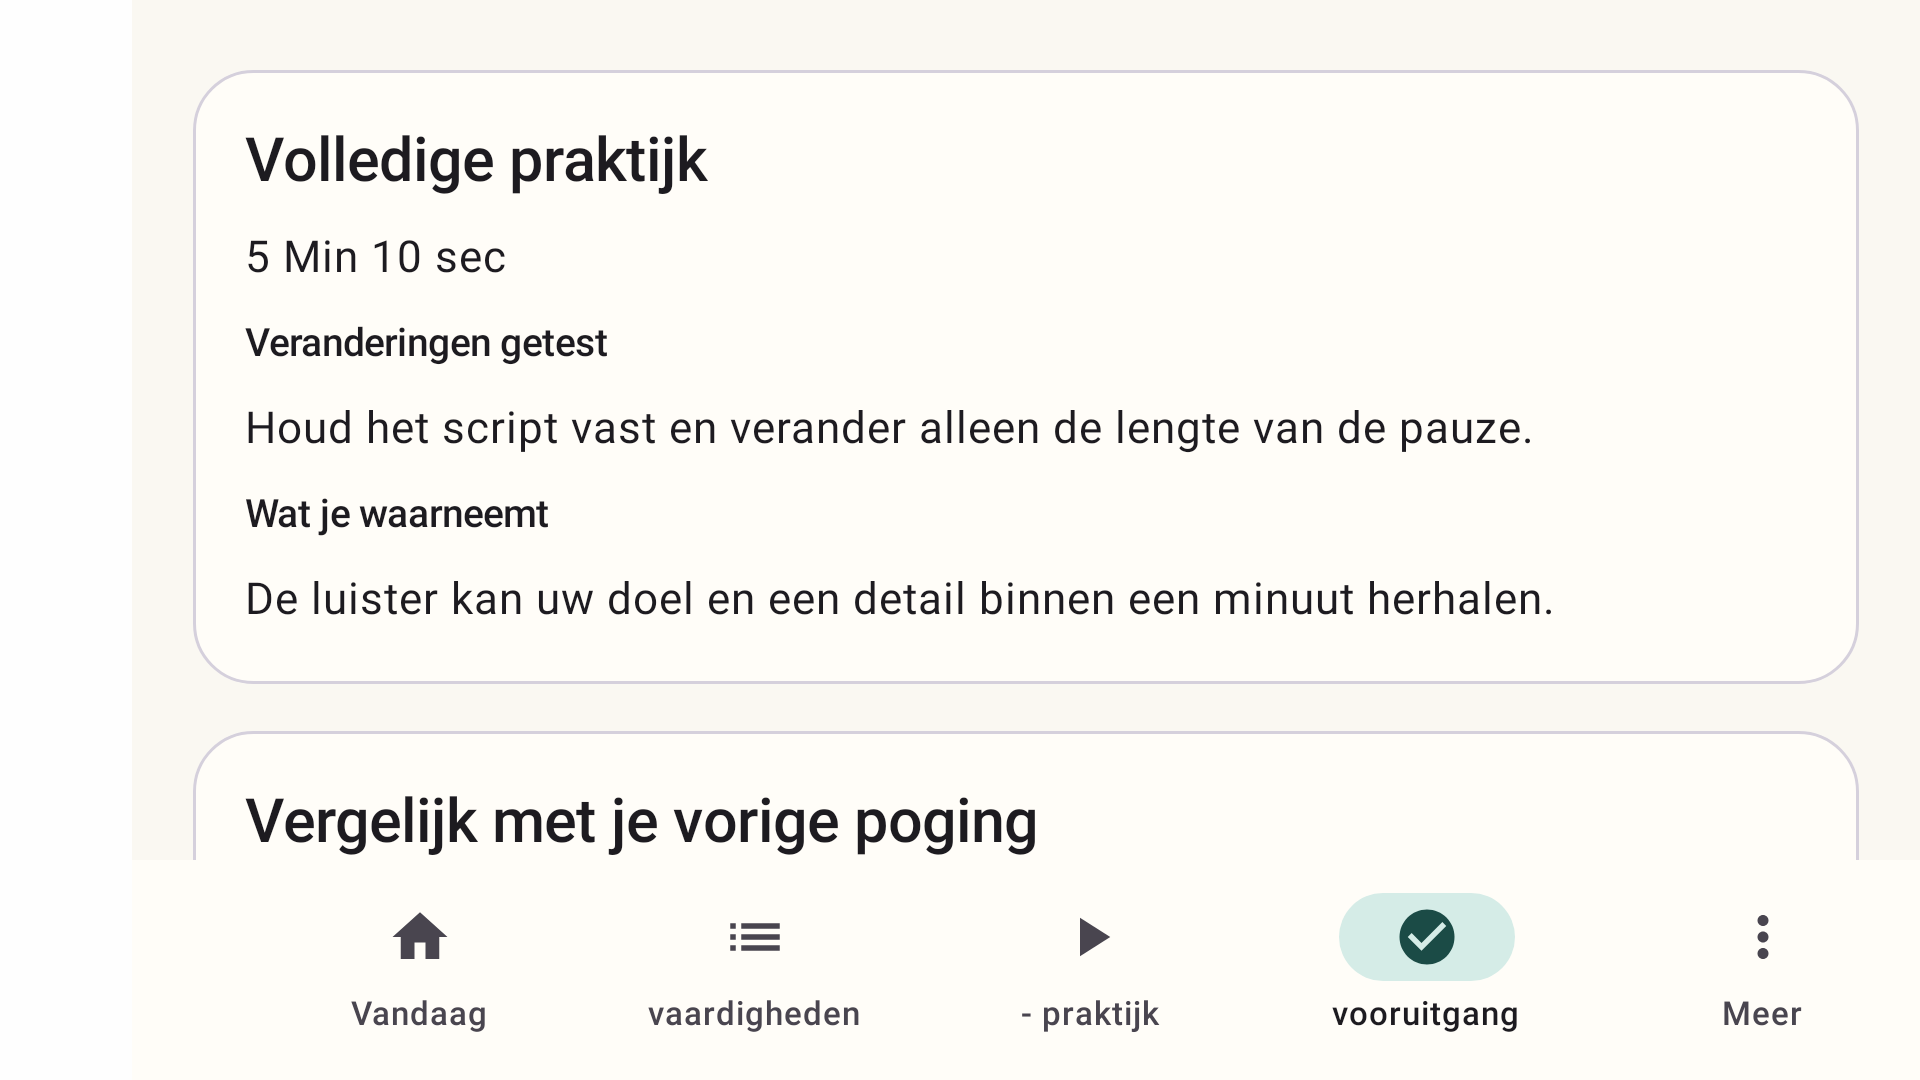 Volledige praktijk
5 Min 10 sec
Veranderingen getest
Houd het script vast en verander alleen de lengte van de pauze.
Wat je waarneemt
De luister kan uw doel en een detail binnen een minuut herhalen.
Vergelijk met je vorige poging
Vandaag
vaardigheden
- praktijk
vooruitgang
Meer